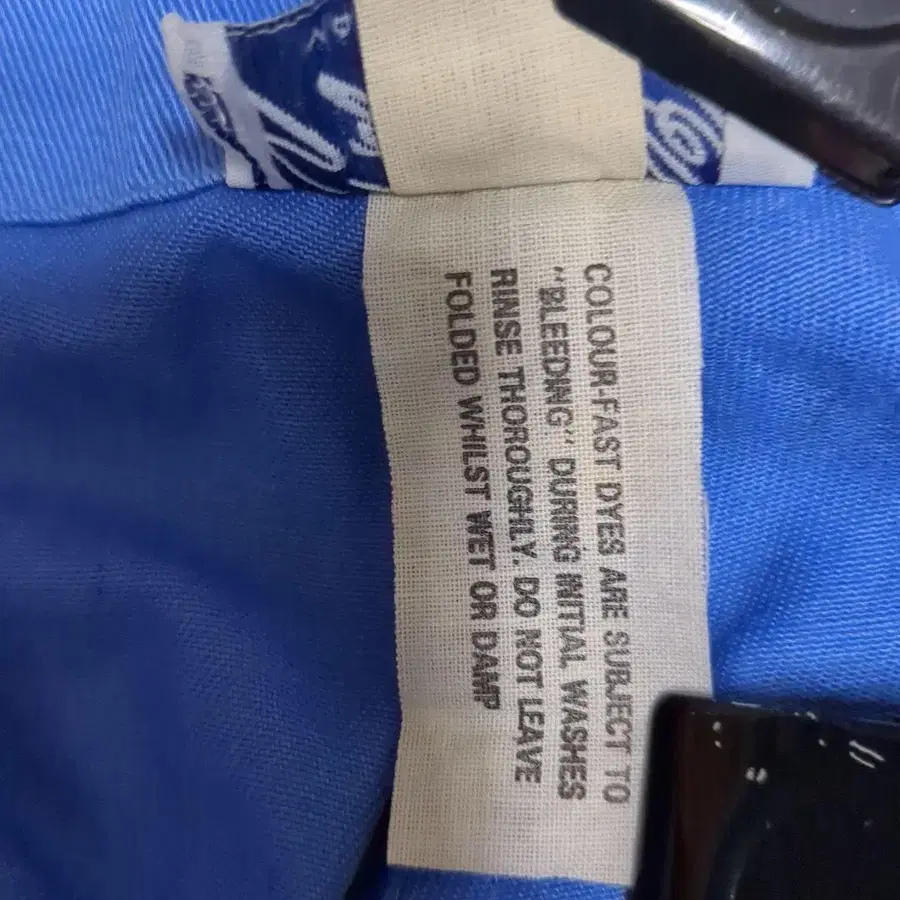 COLOUR-FAST DYES ARE SUBJECT TO
"BLEEDING" DURING INITIAL WASHES
RINSE THOROUGHLY. DO NOT LEAVE
FOLDED WHILST WET OR DAMP